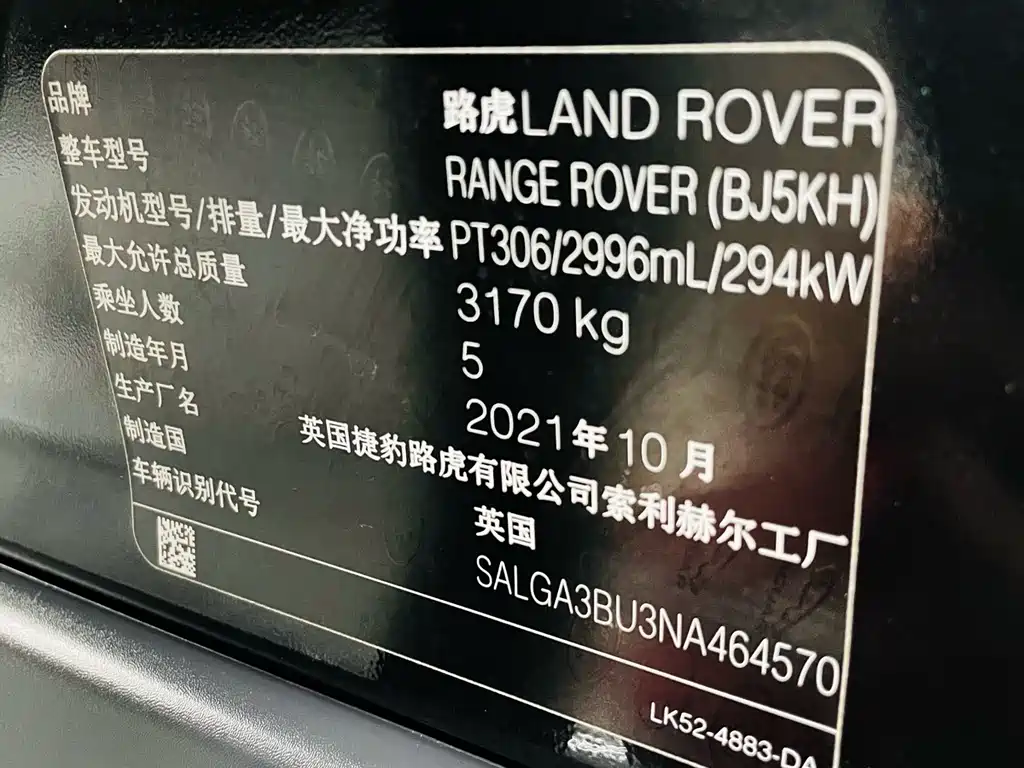 品牌 路虎LAND ROVER
整车型号 RANGE ROVER (BJ5KH)
发动机型号/排量/最大净功率 PT306/2996mL/294kW
最大允许总质量 3170 kg
乘坐人数 5
制造年月 2021年10月
生产厂名 英国捷豹路虎有限公司索利赫尔工厂
制造国 英国
车辆识别代号 SALGA3BU3NA464570
LK52-4883-DA